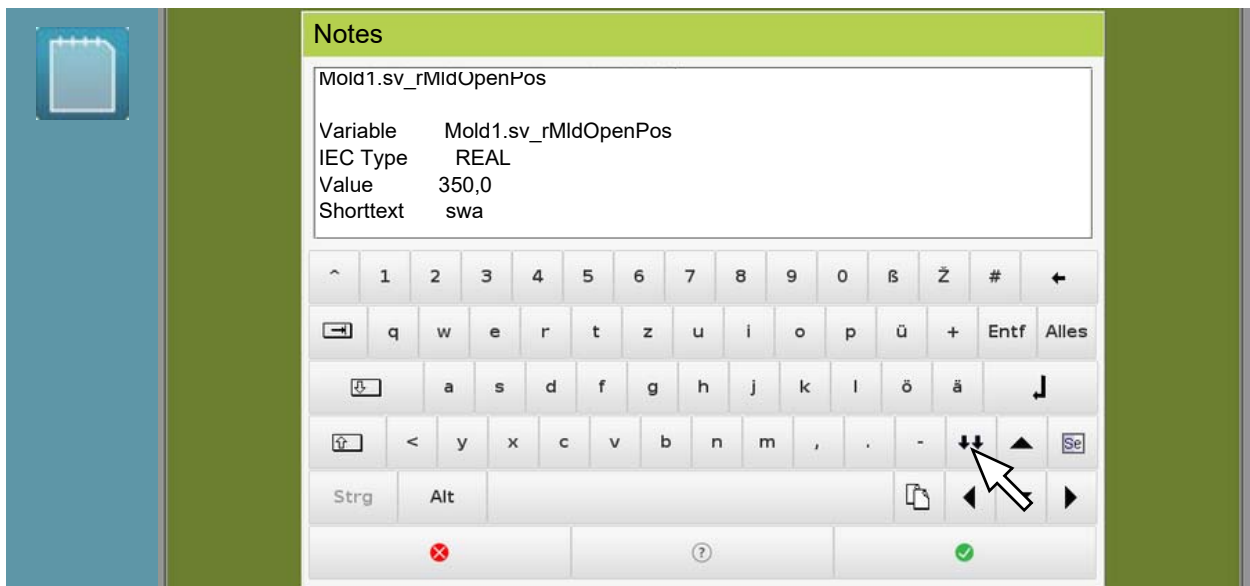 Notes
Mold1.sv_rMldOpenPos
Variable Mold1.sv_rMldOpenPos
IEC Type REAL
Value 350,0
Shorttext swa
^ 1 2 3 4 5 6 7 8 9 0 ß Ž #
q w e r t z u i o p ü + Entf Alles
a s d f g h j k l ö ä
< y x c v b n m , . -  Se
Strg Alt
?